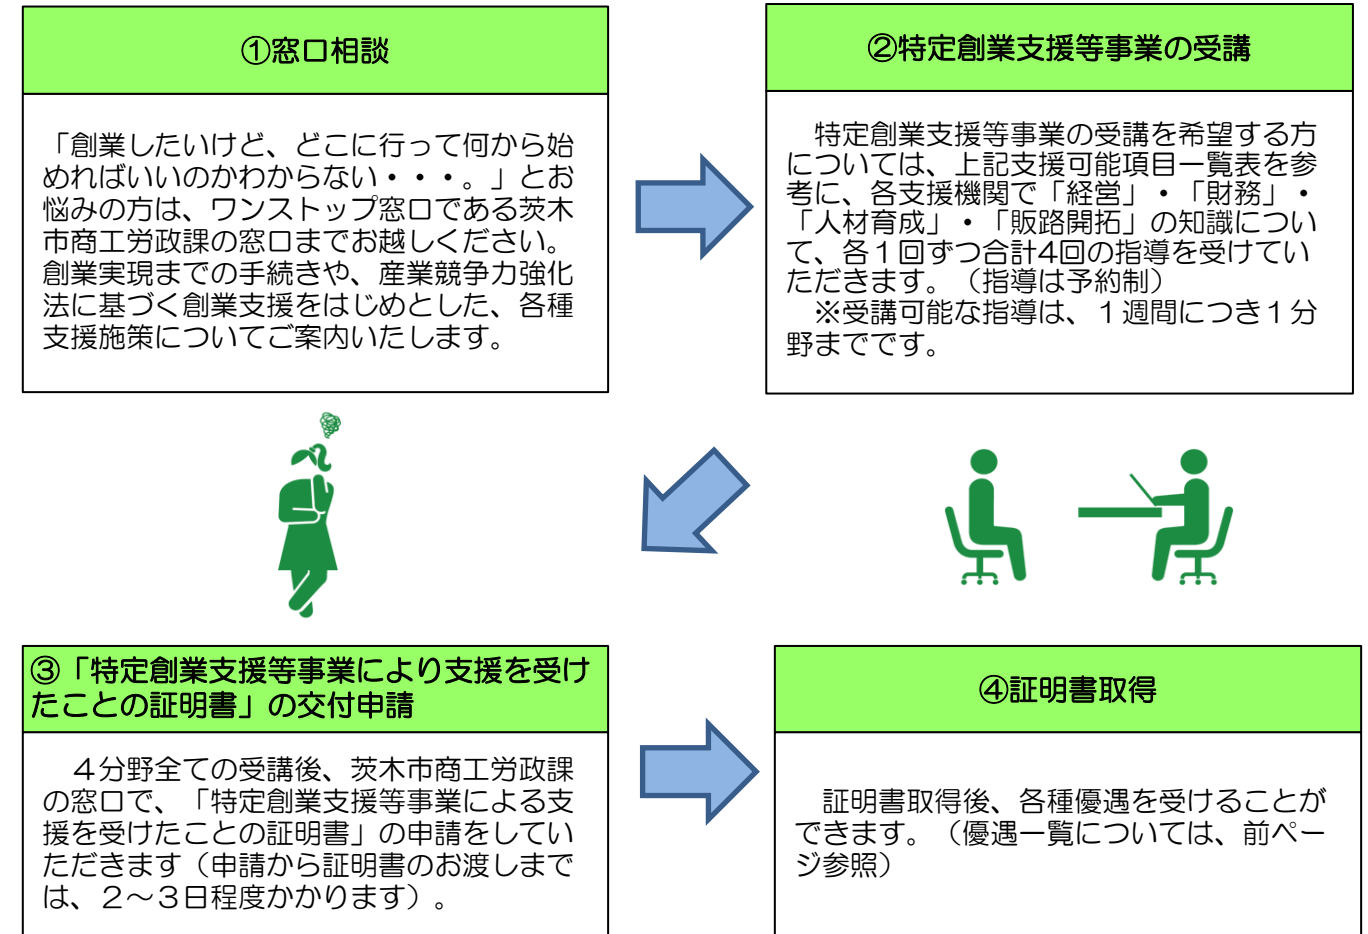 ①窓口相談
「創業したいけど、どこに行って何から始
めればいいのかわからない・・・。」とお
悩みの方は、ワンストップ窓口である茨木
市商工労政課の窓口までお越しください。
創業実現までの手続きや、産業競争力強化
法に基づく創業支援をはじめとした、各種
支援施策についてご案内いたします。
②特定創業支援等事業の受講
　特定創業支援等事業の受講を希望する方
については、上記支援可能項目一覧表を参
考に、各支援機関で「経営」・「財務」・
「人材育成」・「販路開拓」の知識につい
て、各１回ずつ合計4回の指導を受けてい
ただきます。（指導は予約制）
　※受講可能な指導は、１週間につき１分
野までです。
③「特定創業支援等事業により支援を受け
たことの証明書」の交付申請
　４分野全ての受講後、茨木市商工労政課
の窓口で、「特定創業支援等事業による支
援を受けたことの証明書」の申請をしてい
ただきます（申請から証明書のお渡しまで
は、２～３日程度かかります）。
④証明書取得
　証明書取得後、各種優遇を受けることが
できます。（優遇一覧については、前ペー
ジ参照）